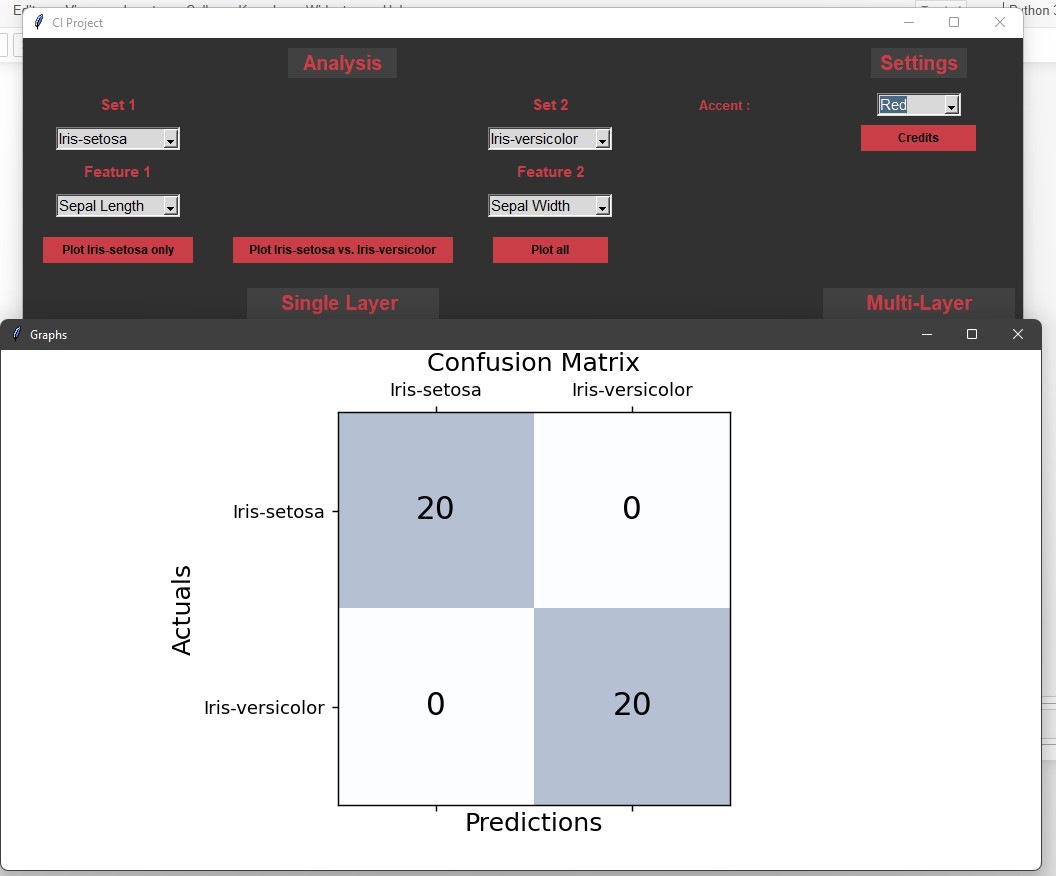 CI Project
Python 3
Analysis
Settings
Set 1
Set 2
Accent :
Red
Iris-setosa
Iris-versicolor
Credits
Feature 1
Feature 2
Sepal Length
Sepal Width
Plot Iris-setosa only
Plot Iris-setosa vs. Iris-versicolor
Plot all
Single Layer
Multi-Layer
Graphs
Confusion Matrix
Iris-setosa
Iris-versicolor
Iris-setosa
20
0
Actuals
Iris-versicolor
0
20
Predictions